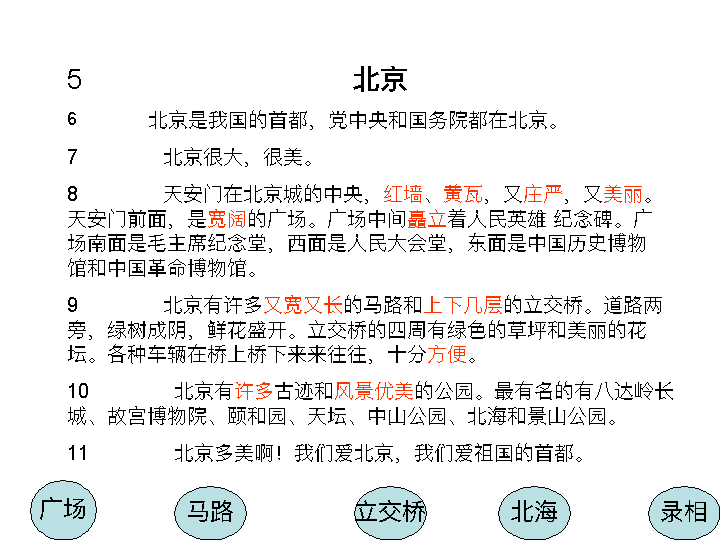 5 北京
6 北京是我国的首都，党中央和国务院都在北京。
7 北京很大，很美。
8 天安门在北京城的中央，红墙、黄瓦，又庄严，又美丽。
天安门前面，是宽阔的广场。广场中间矗立着人民英雄 纪念碑。广
场南面是毛主席纪念堂，西面是人民大会堂，东面是中国历史博物
馆和中国革命博物馆。
9 北京有许多又宽又长的马路和上下几层的立交桥。道路两
旁，绿树成阴，鲜花盛开。立交桥的四周有绿色的草坪和美丽的花
坛。各种车辆在桥上桥下来来往往，十分方便。
10 北京有许多古迹和风景优美的公园。最有名的有八达岭长
城、故宫博物院、颐和园、天坛、中山公园、北海和景山公园。
11 北京多美啊！我们爱北京，我们爱祖国的首都。
广场 马路 立交桥 北海 录相